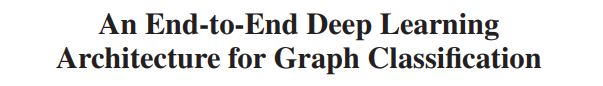 An End-to-End Deep Learning
Architecture for Graph Classification